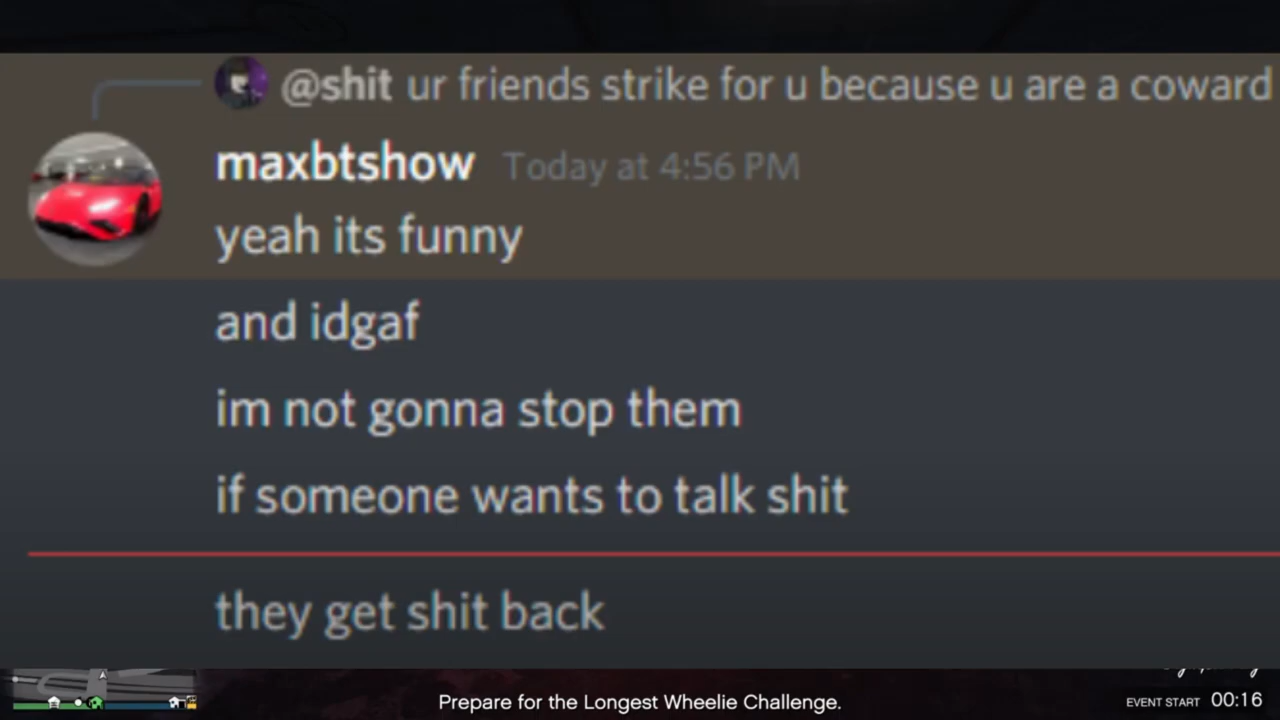 @shit ur friends strike for u because u are a coward
maxbtshow Today at 4:56 PM
yeah its funny
and idgaf
im not gonna stop them
if someone wants to talk shit
they get shit back
Prepare for the Longest Wheelie Challenge.
EVENT START 00:16